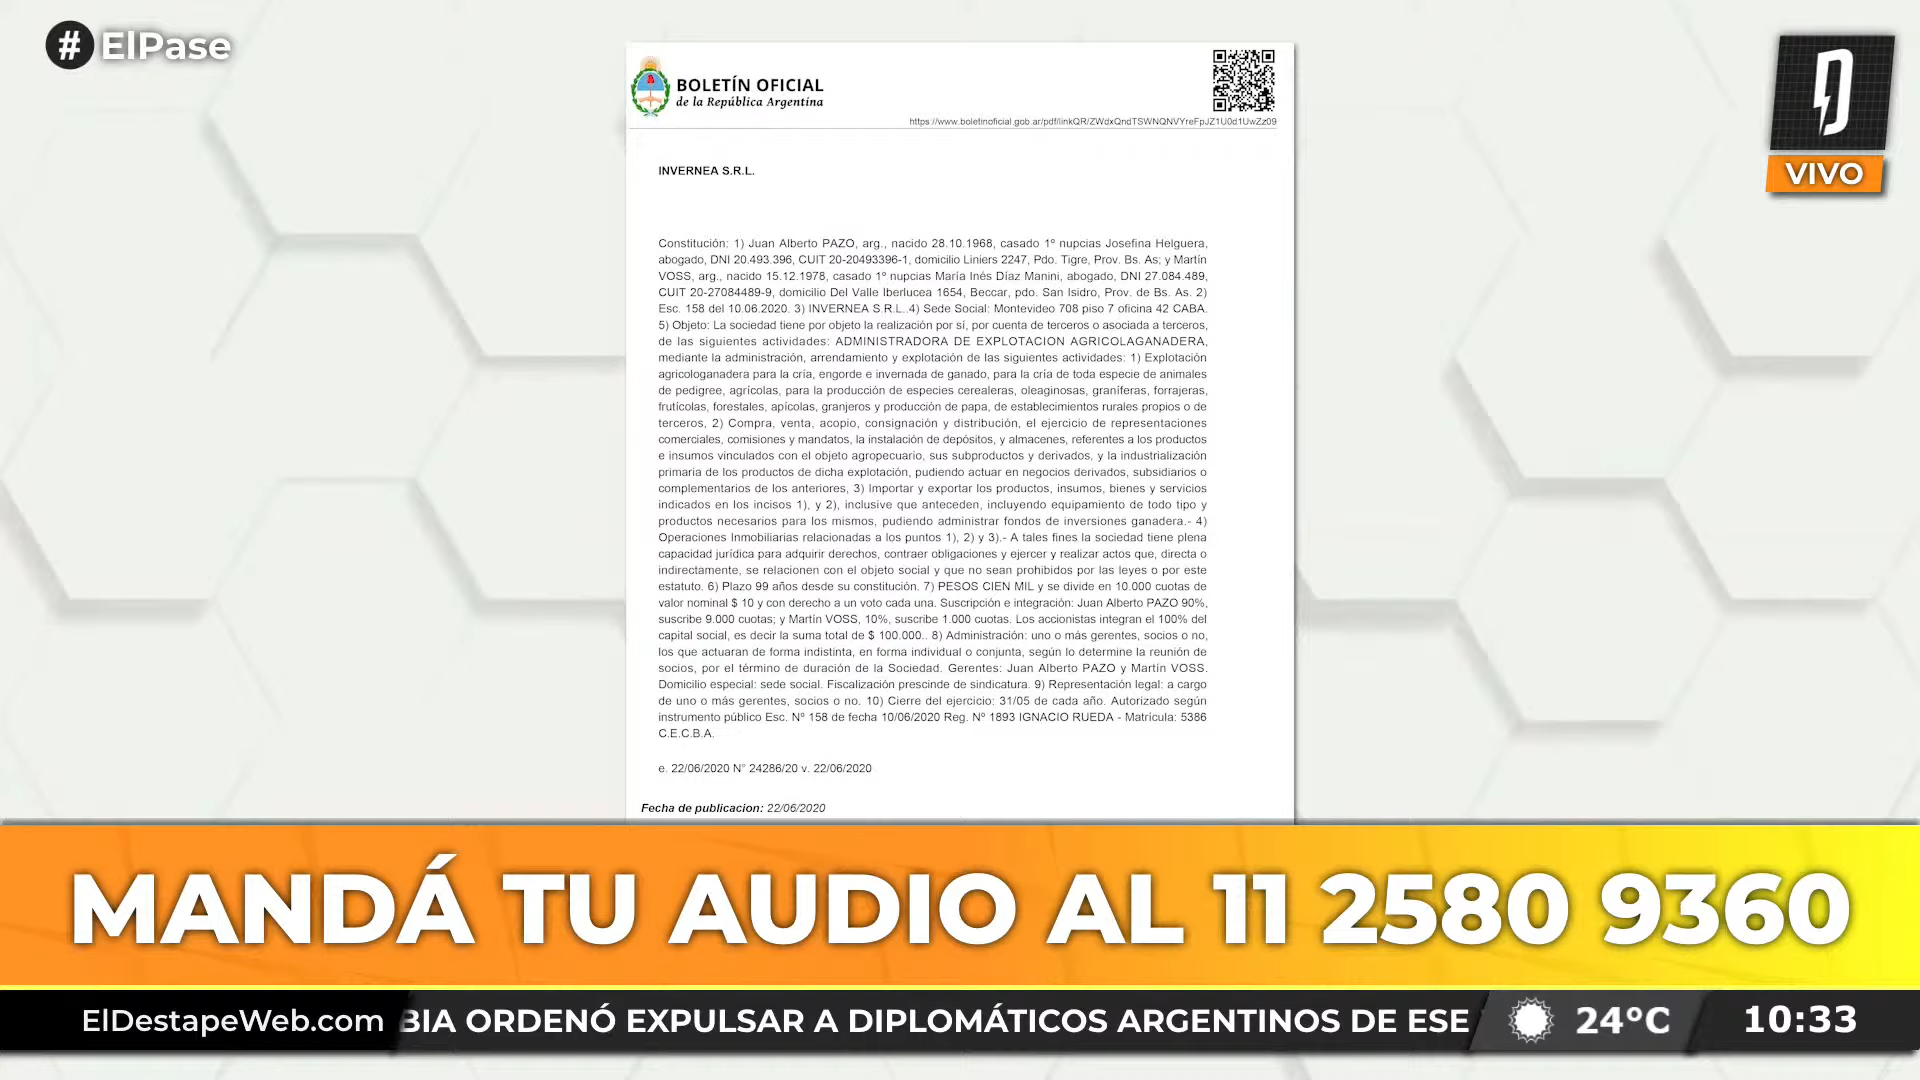 # ElPase
BOLETÍN OFICIAL
de la República Argentina
https://www.boletinoficial.gob.ar/pdf/linkQR/ZWdxQndTSWNQNVYreFpJZ1U0d1UwZz09
VIVO
INVERNEA S.R.L.
Constitución: 1) Juan Alberto PAZO, arg., nacido 28.10.1968, casado 1º nupcias Josefina Helguera,
abogado, DNI 20.493.396, CUIT 20-20493396-1, domicilio Liniers 2247, Pdo. Tigre, Prov. Bs. As; y Martín
VOSS, arg., nacido 15.12.1978, casado 1º nupcias María Inés Díaz Manini, abogado, DNI 27.084.489,
CUIT 20-27084489-9, domicilio Del Valle Iberlucea 1654, Beccar, pdo. San Isidro, Prov. de Bs. As. 2)
Esc. 158 del 10.06.2020. 3) INVERNEA S.R.L..4) Sede Social: Montevideo 708 piso 7 oficina 42 CABA.
5) Objeto: La sociedad tiene por objeto la realización por sí, por cuenta de terceros o asociada a terceros,
de las siguientes actividades: ADMINISTRADORA DE EXPLOTACION AGRICOLAGANADERA,
mediante la administración, arrendamiento y explotación de las siguientes actividades: 1) Explotación
agricologanadera para la cría, engorde e invernada de ganado, para la cría de toda especie de animales
de pedigree, agrícolas, para la producción de especies cerealeras, oleaginosas, graníferas, forrajeras,
frutícolas, forestales, apícolas, granjeros y producción de papa, de establecimientos rurales propios o de
terceros, 2) Compra, venta, acopio, consignación y distribución, el ejercicio de representaciones
comerciales, comisiones y mandatos, la instalación de depósitos, y almacenes, referentes a los productos
e insumos vinculados con el objeto agropecuario, sus subproductos y derivados, y la industrialización
primaria de los productos de dicha explotación, pudiendo actuar en negocios derivados, subsidiarios o
complementarios de los anteriores, 3) Importar y exportar los productos, insumos, bienes y servicios
indicados en los incisos 1), y 2), inclusive que anteceden, incluyendo equipamiento de todo tipo y
productos necesarios para los mismos, pudiendo administrar fondos de inversiones ganadera.- 4)
Operaciones Inmobiliarias relacionadas a los puntos 1), 2) y 3).- A tales fines la sociedad tiene plena
capacidad jurídica para adquirir derechos, contraer obligaciones y ejercer y realizar actos que, directa o
indirectamente, se relacionen con el objeto social y que no sean prohibidos por las leyes o por este
estatuto. 6) Plazo 99 años desde su constitución. 7) PESOS CIEN MIL y se divide en 10.000 cuotas de
valor nominal $ 10 y con derecho a un voto cada una. Suscripción e integración: Juan Alberto PAZO 90%,
suscribe 9.000 cuotas; y Martín VOSS, 10%, suscribe 1.000 cuotas. Los accionistas integran el 100% del
capital social, es decir la suma total de $ 100.000.. 8) Administración: uno o más gerentes, socios o no,
los que actuaran de forma indistinta, en forma individual o conjunta, según lo determine la reunión de
socios, por el término de duración de la Sociedad. Gerentes: Juan Alberto PAZO y Martín VOSS.
Domicilio especial: sede social. Fiscalización prescinde de sindicatura. 9) Representación legal: a cargo
de uno o más gerentes, socios o no. 10) Cierre del ejercicio: 31/05 de cada año. Autorizado según
instrumento público Esc. Nº 158 de fecha 10/06/2020 Reg. Nº 1893 IGNACIO RUEDA - Matrícula: 5386
C.E.C.B.A.
e. 22/06/2020 N° 24286/20 v. 22/06/2020
Fecha de publicacion: 22/06/2020
MANDÁ TU AUDIO AL 11 2580 9360
ElDestapeWeb.com BIA ORDENÓ EXPULSAR A DIPLOMÁTICOS ARGENTINOS DE ESE 24°C 10:33